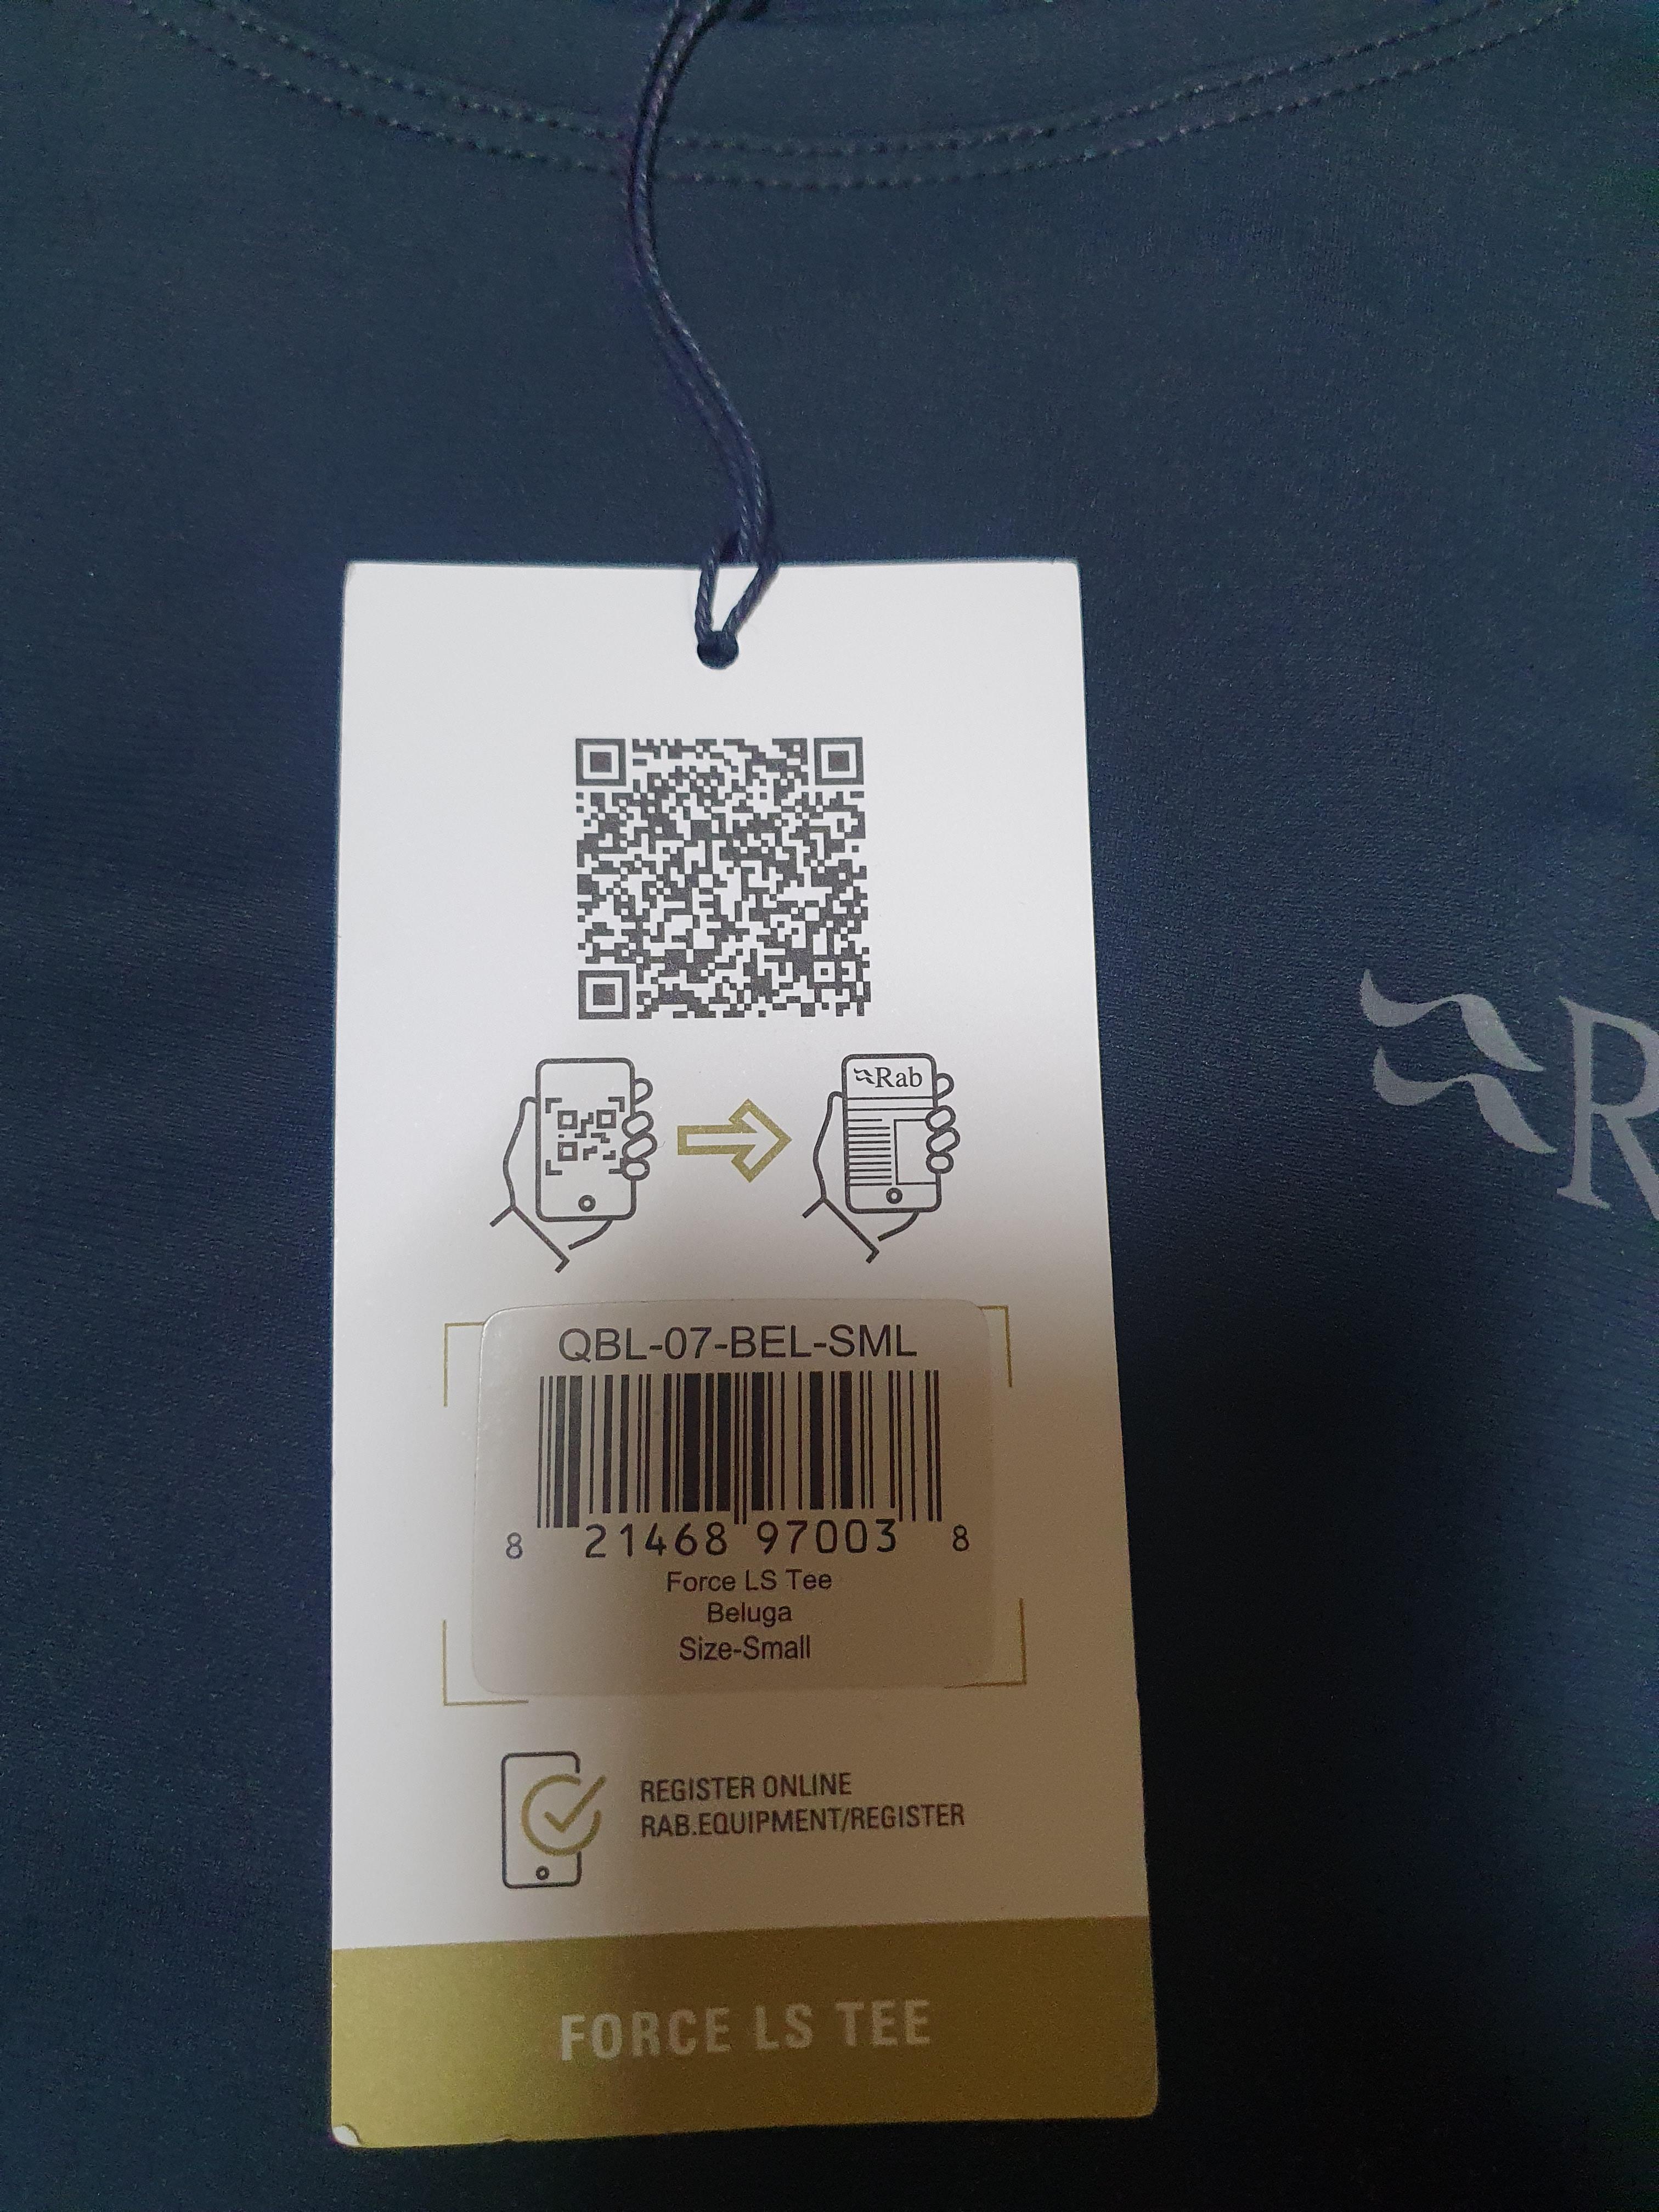 Rab
R
QBL-07-BEL-SML
8 21468 97003 8
Force LS Tee
Beluga
Size-Small
REGISTER ONLINE
RAB.EQUIPMENT/REGISTER
FORCE LS TEE